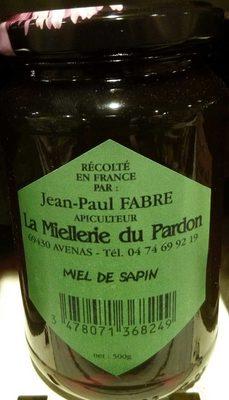 RÉCOLTÉ
EN FRANCE
PAR :
Jean-Paul FABRE
APICULTEUR
La Miellerie du Pardon
69430 AVENAS - Tél. 04 74 69 92 19
MIEL DE SAPIN
3 478071 368249
net : 500g